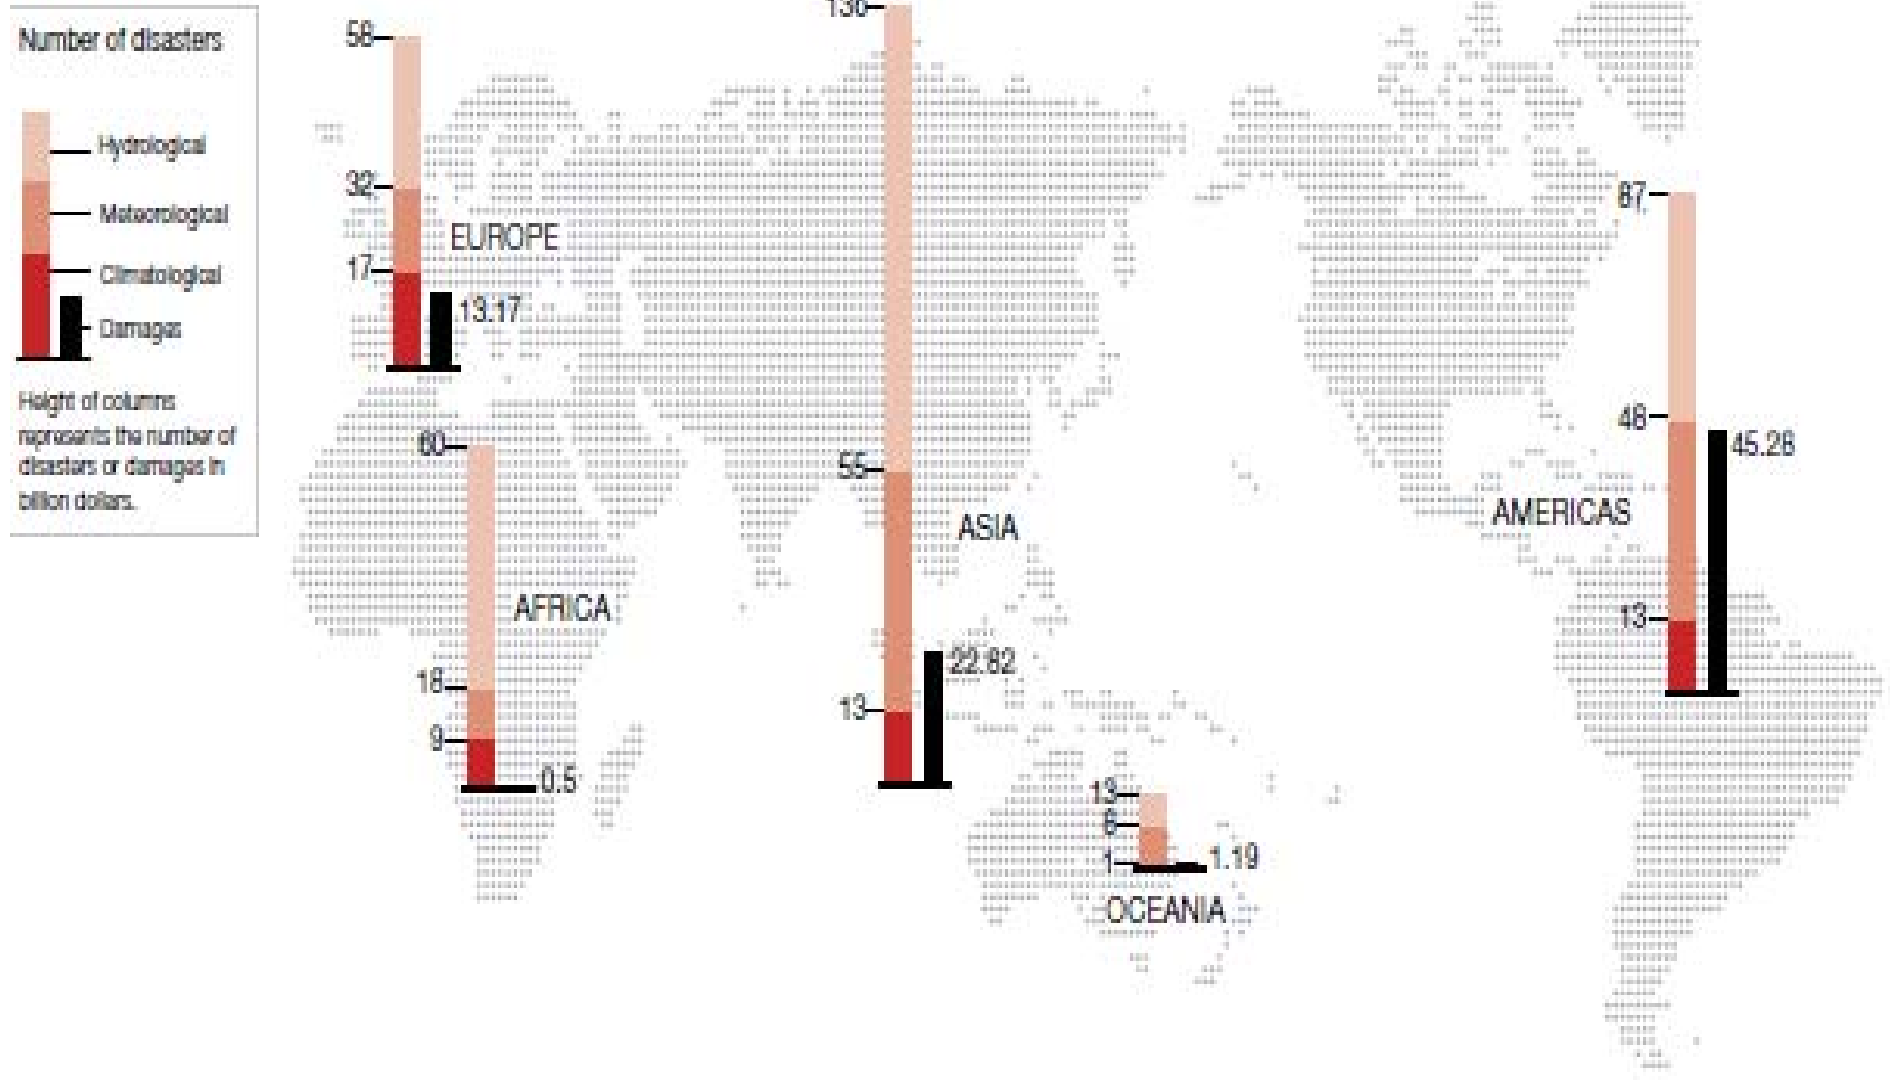 Number of disasters
Hydrological
Meteorological
Climatological
Damages
Height of columns
represents the number of
disasters or damages in
billion dollars.
58
32
17
EUROPE
13.17
60
18
9
AFRICA
0.5
136
55
13
ASIA
22.82
13
8
1
1.19
OCEANIA
87
48
13
AMERICAS
45.28